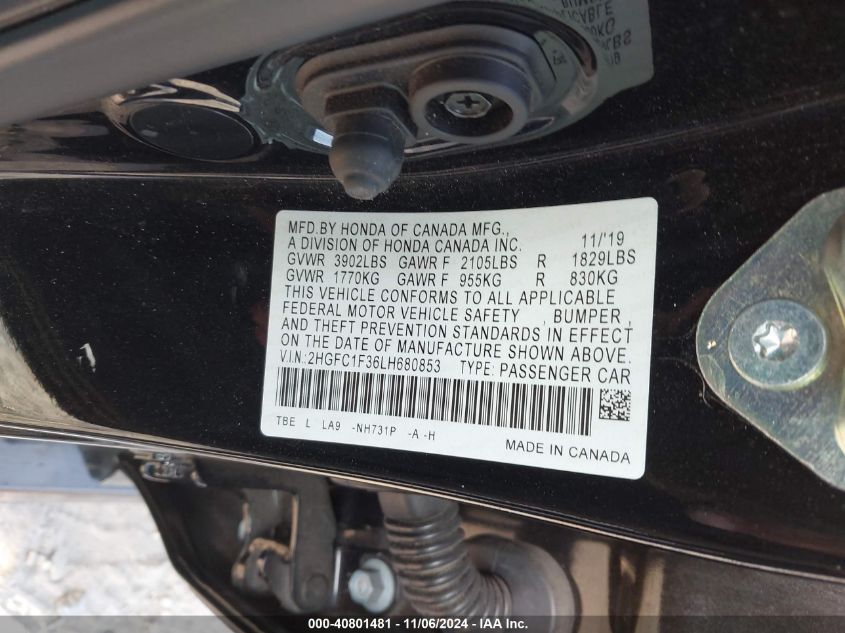 MFD.BY HONDA OF CANADA MFG.,
A DIVISION OF HONDA CANADA INC. 11/'19
GVWR 3902LBS GAWR F 2105LBS R 1829LBS
GVWR 1770KG GAWR F 955KG R 830KG
THIS VEHICLE CONFORMS TO ALL APPLICABLE
FEDERAL MOTOR VEHICLE SAFETY , BUMPER ,
AND THEFT PREVENTION STANDARDS IN EFFECT
ON THE DATE OF MANUFACTURE SHOWN ABOVE.
V.I.N.:2HGFC1F36LH680853 TYPE: PASSENGER CAR
TBE L LA9 -NH731P -A -H
MADE IN CANADA
000-40801481 - 11/06/2024 - IAA Inc.